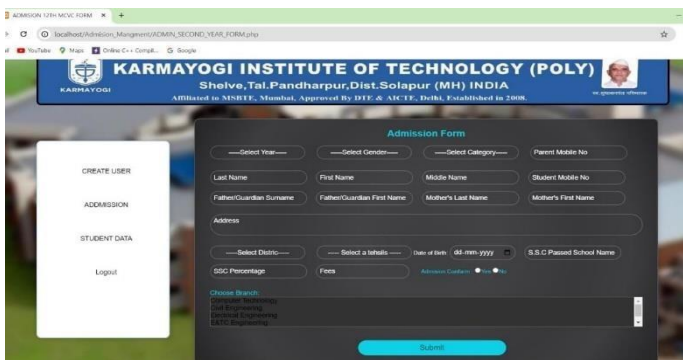 ADMISSION 12TH MCVC FORM
localhost/Admision_Mangment/ADMIN_SECOND_YEAR_FORM.php
YouTube Maps Online C++ Compil... Google
KARMAYOGI
KARMAYOGI INSTITUTE OF TECHNOLOGY (POLY)
Shelve,Tal.Pandharpur,Dist.Solapur (MH) INDIA
Affiliated to MSBTE, Mumbai, Approved By DTE & AICTE, Delhi, Established in 2008.
Admission Form
-----Select Year----- -----Select Gender----- -----Select Category----- Parent Mobile No
Last Name First Name Middle Name Student Mobile No
Father/Guardian Surname Father/Guardian First Name Mother's Last Name Mother's First Name
Address
-----Select Distric----- ----- Select a tehsils ----- Date of Birth dd-mm-yyyy S.S.C Passed School Name
SSC Percentage Fees Admision Confirm Yes No
Choose Branch:
Computer Technology
Civil Engineering
Electrical Engineering
E&TC Engineering
Submit
CREATE USER
ADDMISSION
STUDENT DATA
Logout